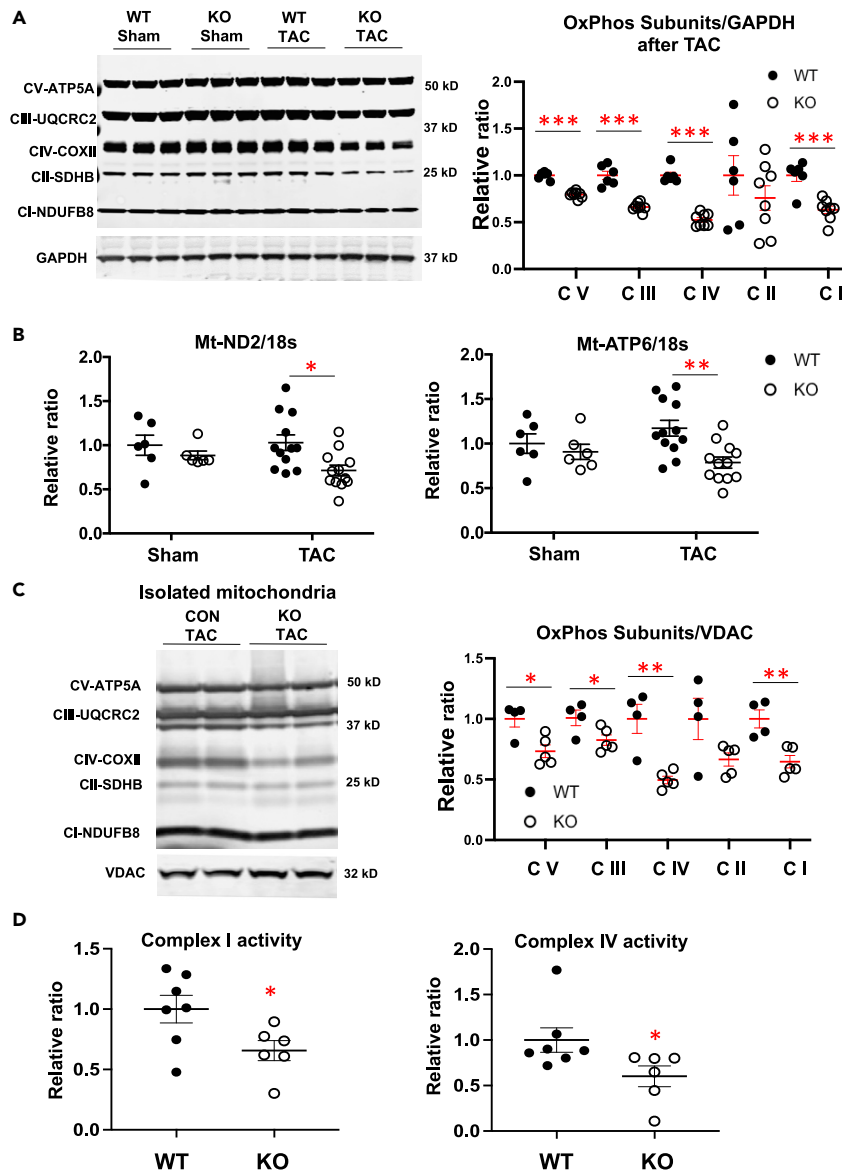 A
WT KO WT KO
Sham Sham TAC TAC
CV-ATP5A
CIII-UQCRC2
CIV-COXII
CII-SDHB
CI-NDUFB8
GAPDH
50 kD
37 kD
25 kD
37 kD
OxPhos Subunits/GAPDH
after TAC
Relative ratio
2.0
1.5
1.0
0.5
0.0
WT
KO
***
***
***
***
C V C III C IV C II C I
B
Mt-ND2/18s
Relative ratio
2.0
1.5
1.0
0.5
0.0
*
Sham TAC
Mt-ATP6/18s
Relative ratio
2.0
1.5
1.0
0.5
0.0
**
WT
KO
Sham TAC
C
Isolated mitochondria
CON KO
TAC TAC
CV-ATP5A
CIII-UQCRC2
CIV-COXII
CII-SDHB
CI-NDUFB8
VDAC
50 kD
37 kD
25 kD
32 kD
OxPhos Subunits/VDAC
Relative ratio
1.5
1.0
0.5
0.0
*
*
**
**
WT
KO
C V C III C IV C II C I
D
Complex I activity
Relative ratio
1.5
1.0
0.5
0.0
*
WT KO
Complex IV activity
Relative ratio
2.0
1.5
1.0
0.5
0.0
*
WT KO